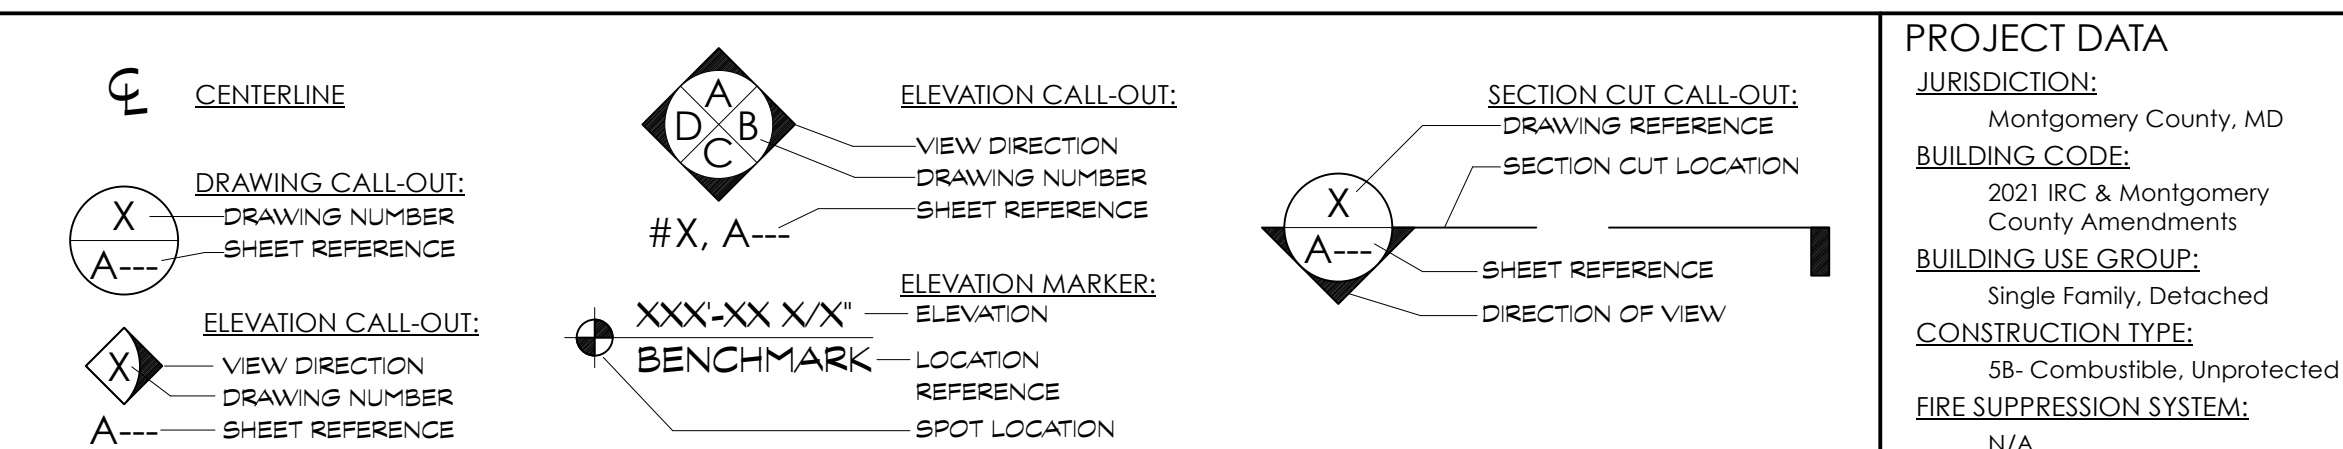 ℄
CENTERLINE
DRAWING CALL-OUT:
X
DRAWING NUMBER
A---
SHEET REFERENCE
ELEVATION CALL-OUT:
X
VIEW DIRECTION
DRAWING NUMBER
A---
SHEET REFERENCE
ELEVATION CALL-OUT:
A
D B
C
VIEW DIRECTION
DRAWING NUMBER
SHEET REFERENCE
#X, A---
ELEVATION MARKER:
XXX'-XX X/X"
ELEVATION
BENCHMARK
LOCATION
REFERENCE
SPOT LOCATION
SECTION CUT CALL-OUT:
DRAWING REFERENCE
SECTION CUT LOCATION
X
A---
SHEET REFERENCE
DIRECTION OF VIEW
PROJECT DATA
JURISDICTION:
Montgomery County, MD
BUILDING CODE:
2021 IRC & Montgomery
County Amendments
BUILDING USE GROUP:
Single Family, Detached
CONSTRUCTION TYPE:
5B- Combustible, Unprotected
FIRE SUPPRESSION SYSTEM:
N/A